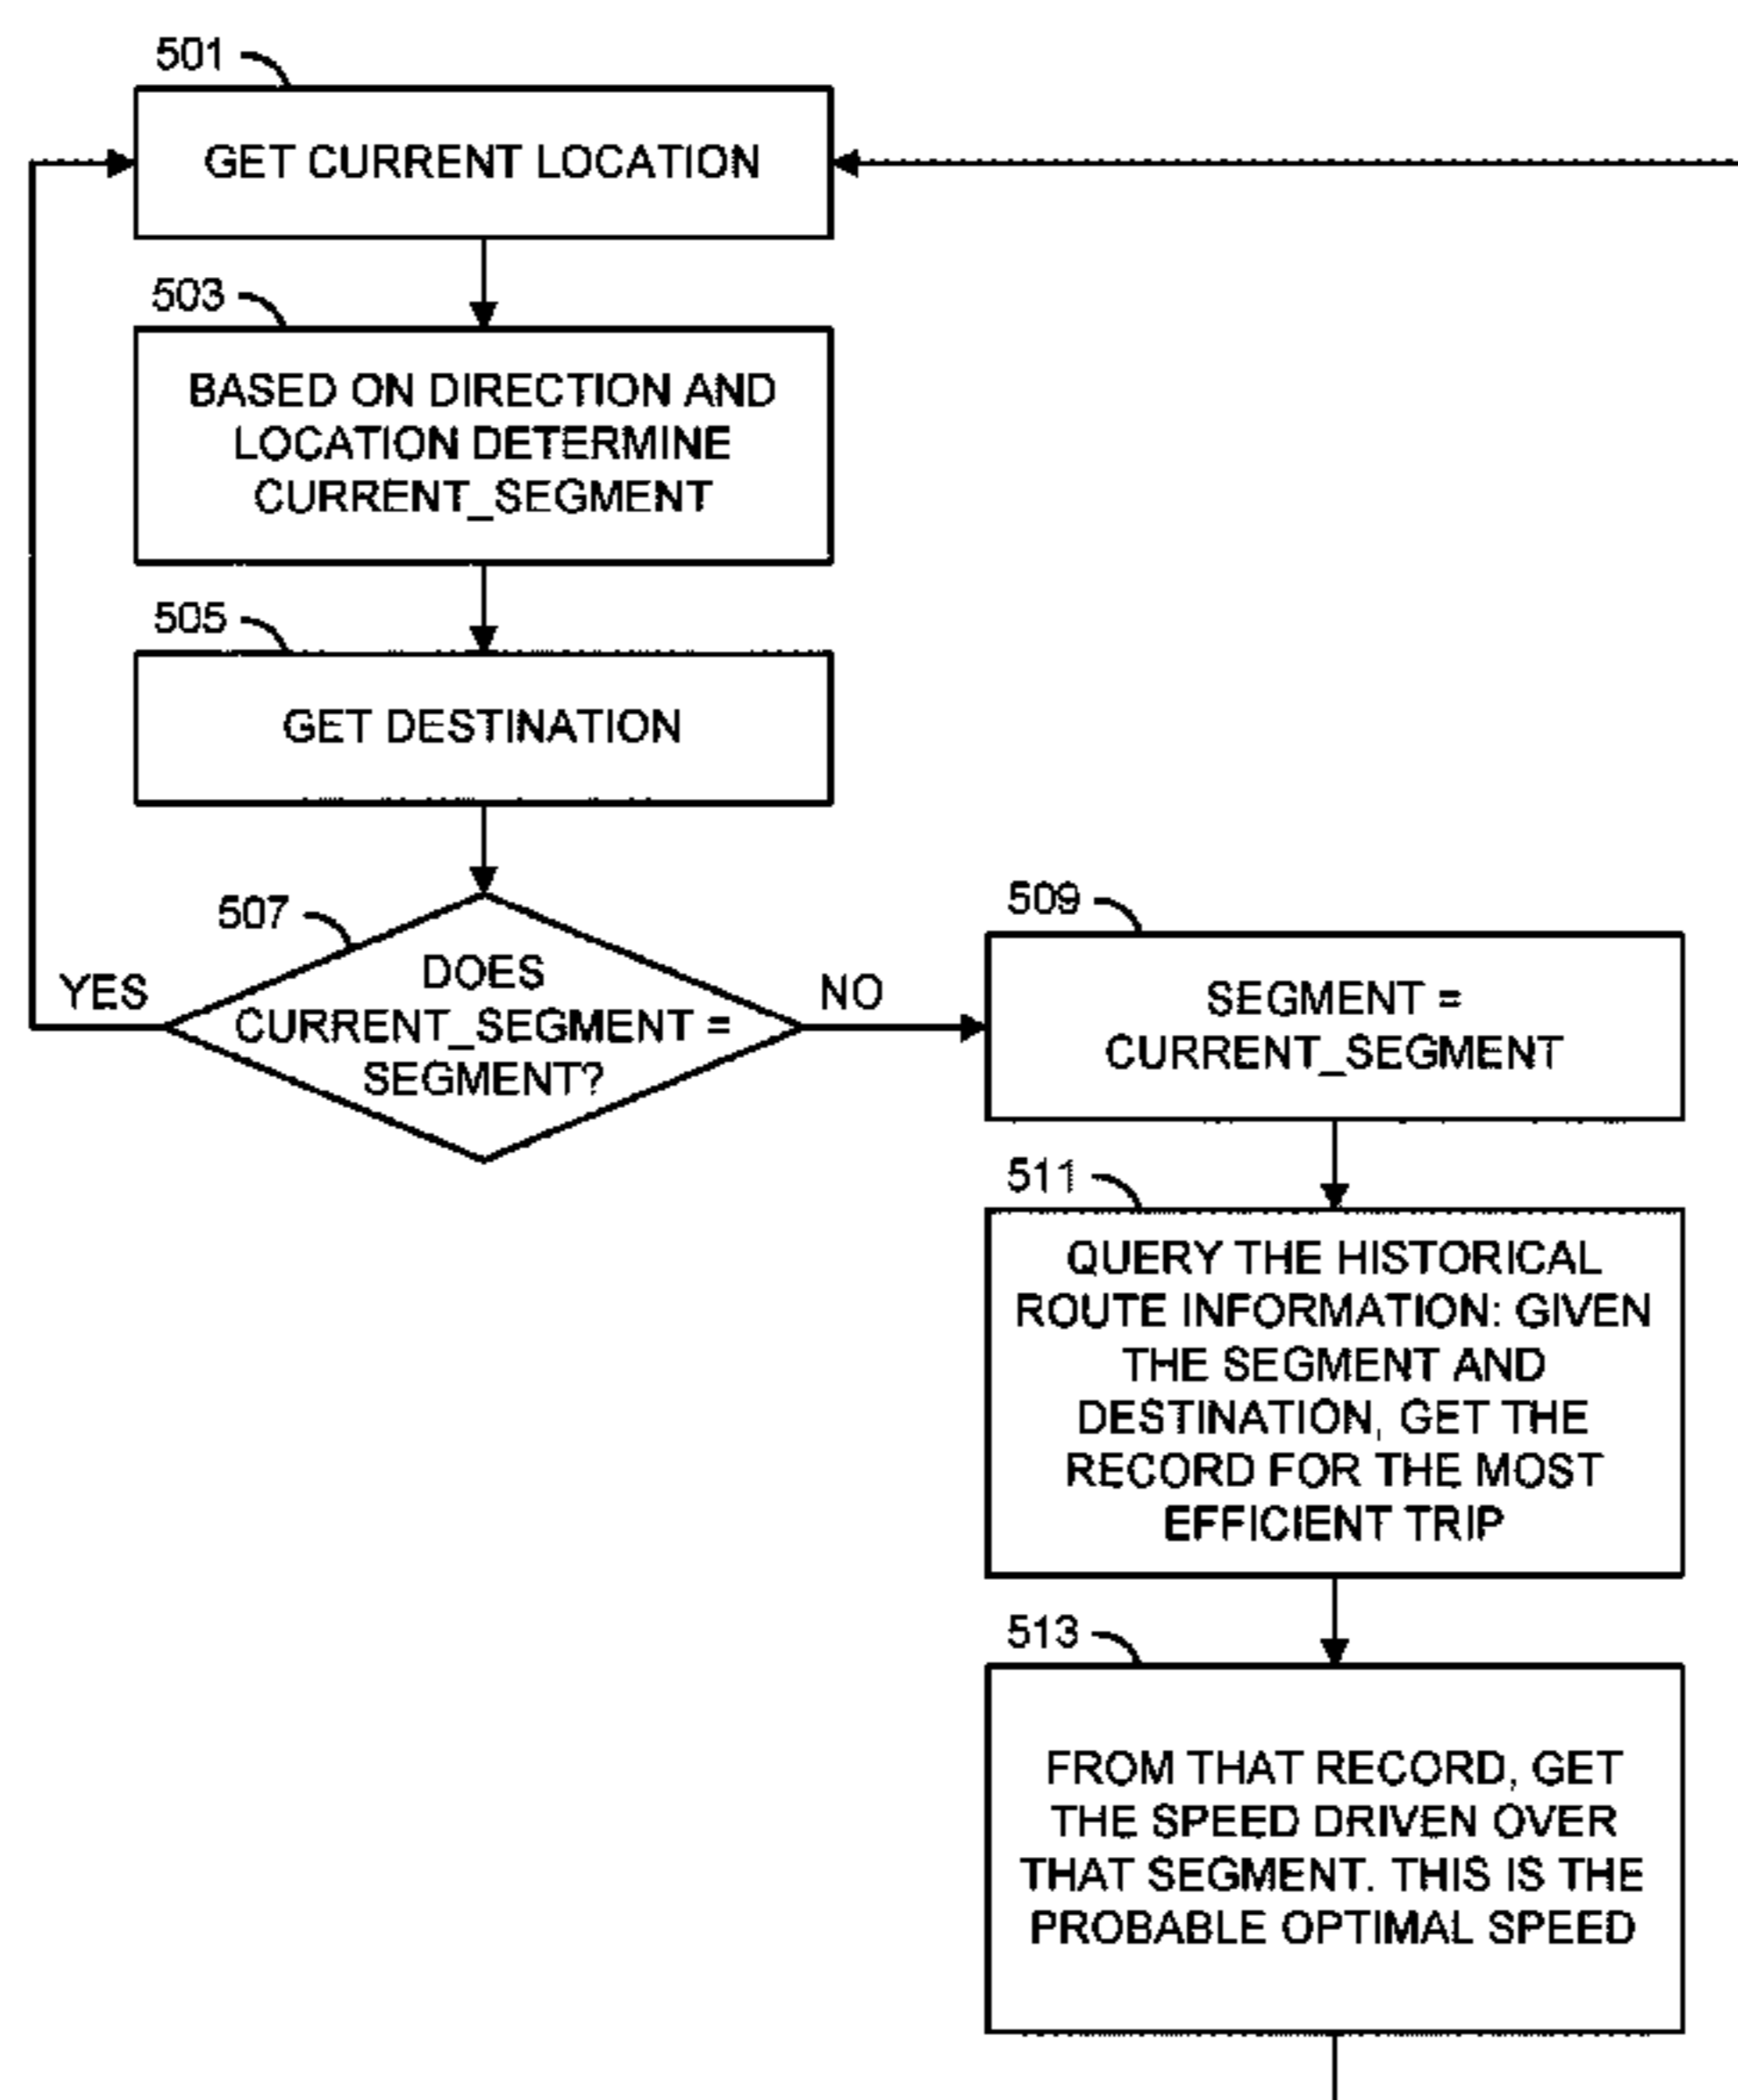 501
GET CURRENT LOCATION
503
BASED ON DIRECTION AND
LOCATION DETERMINE
CURRENT_SEGMENT
505
GET DESTINATION
507
DOES
CURRENT_SEGMENT =
SEGMENT?
YES
NO
509
SEGMENT =
CURRENT_SEGMENT
511
QUERY THE HISTORICAL
ROUTE INFORMATION: GIVEN
THE SEGMENT AND
DESTINATION, GET THE
RECORD FOR THE MOST
EFFICIENT TRIP
513
FROM THAT RECORD, GET
THE SPEED DRIVEN OVER
THAT SEGMENT. THIS IS THE
PROBABLE OPTIMAL SPEED